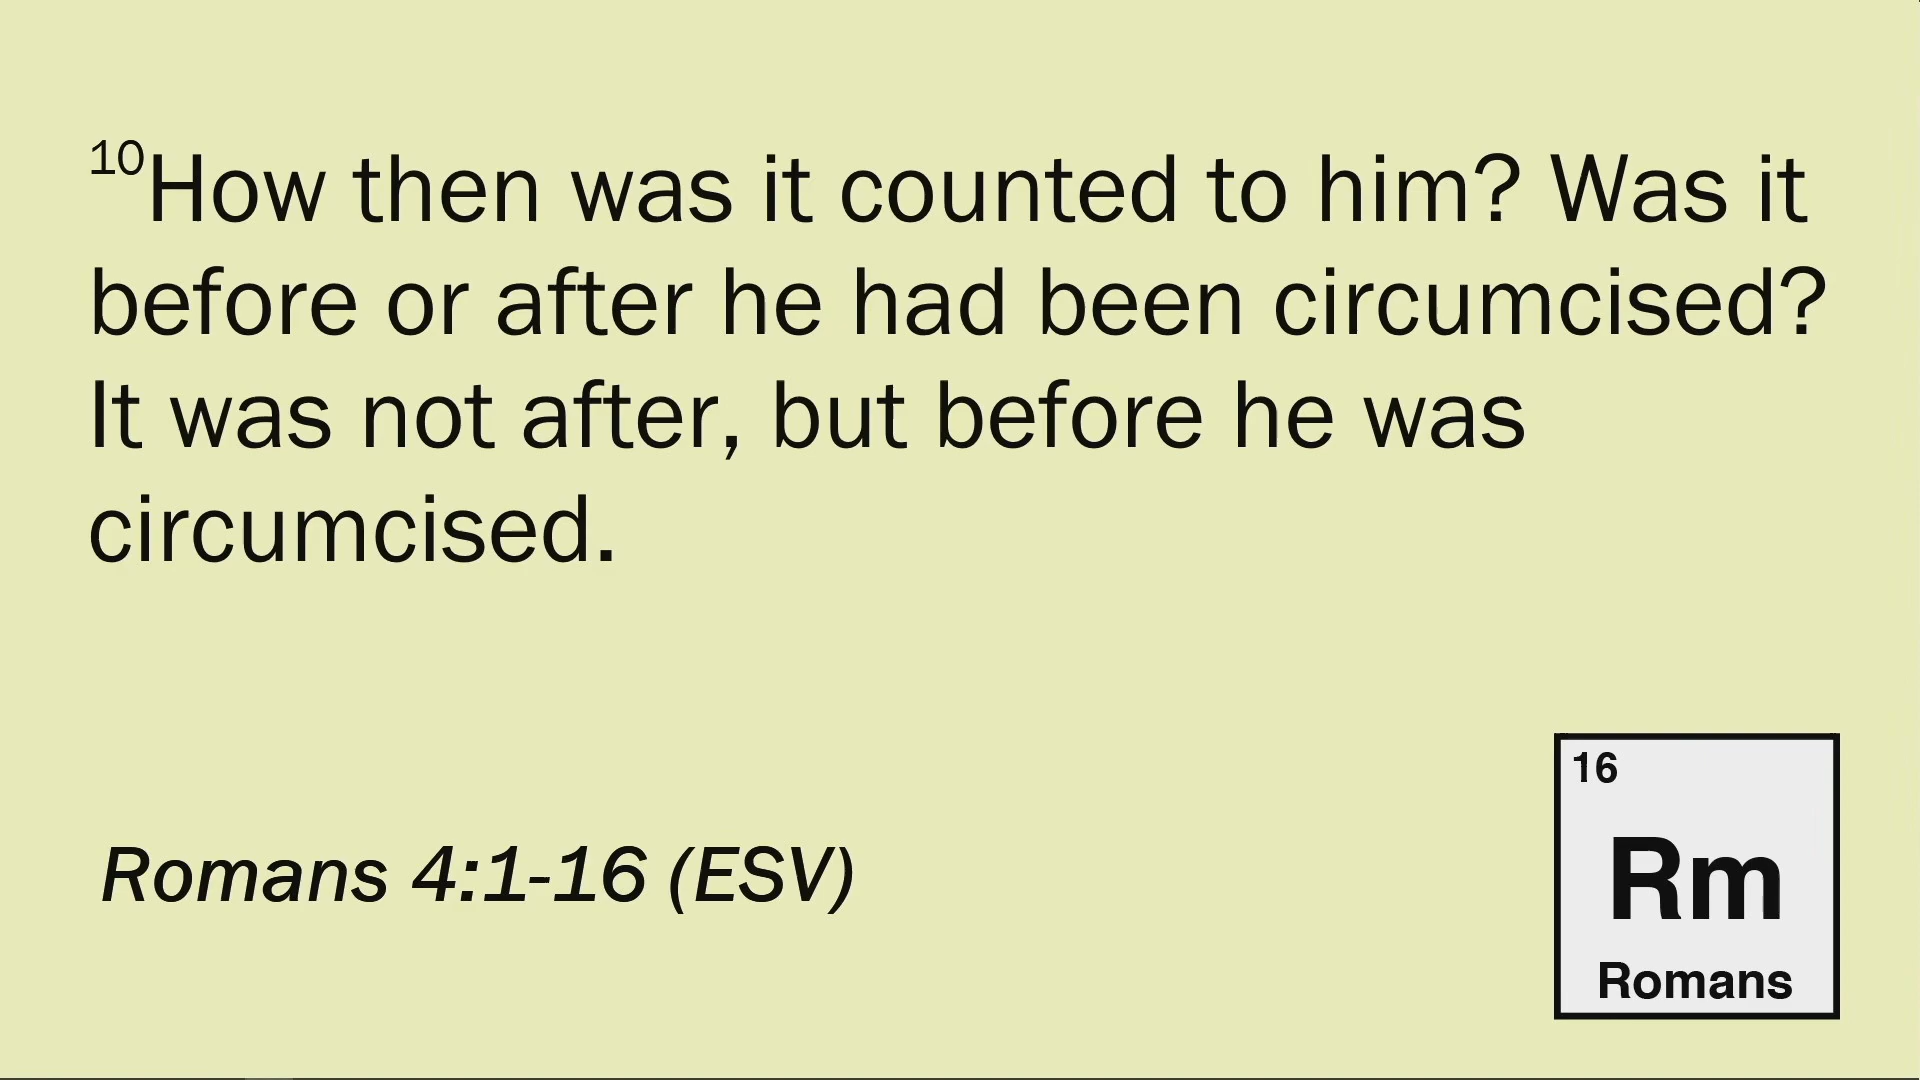 10How then was it counted to him? Was it
before or after he had been circumcised?
It was not after, but before he was
circumcised.
Romans 4:1-16 (ESV)
16
Rm
Romans